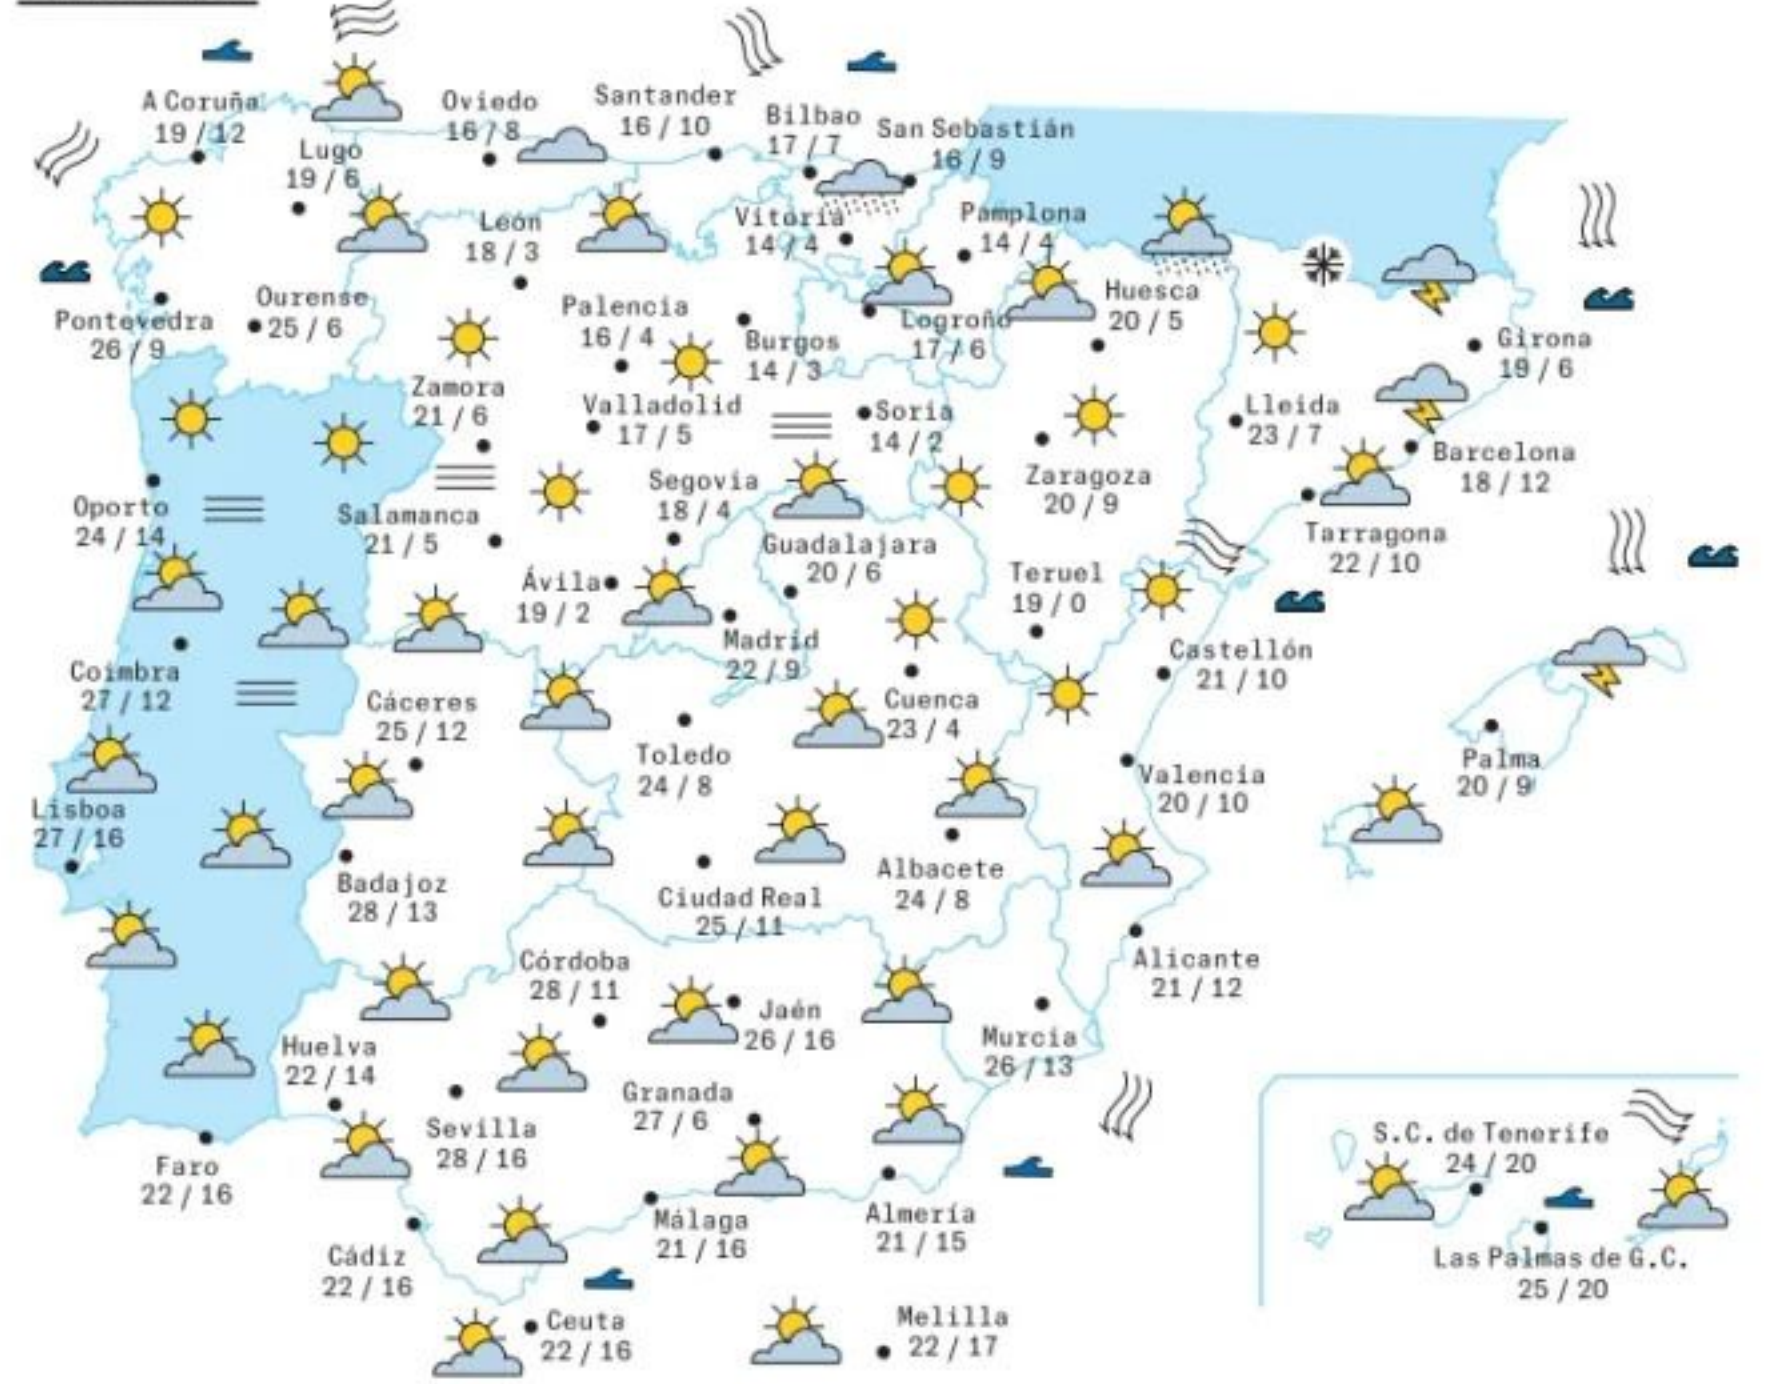 A Coruña
19 / 12
Lugo
19 / 6
Oviedo
16 / 8
Santander
16 / 10
Bilbao
17 / 7
San Sebastián
16 / 9
Vitoria
14 / 4
Pamplona
14 / 4
León
18 / 3
Pontevedra
26 / 9
Ourense
25 / 6
Palencia
16 / 4
Burgos
14 / 3
Logroño
17 / 6
Huesca
20 / 5
Girona
19 / 6
Zamora
21 / 6
Valladolid
17 / 5
Soria
14 / 2
Zaragoza
20 / 9
Lleida
23 / 7
Barcelona
18 / 12
Tarragona
22 / 10
Oporto
24 / 14
Salamanca
21 / 5
Segovia
18 / 4
Ávila
19 / 2
Guadalajara
20 / 6
Madrid
22 / 9
Teruel
19 / 0
Castellón
21 / 10
Coimbra
27 / 12
Cáceres
25 / 12
Toledo
24 / 8
Cuenca
23 / 4
Valencia
20 / 10
Palma
20 / 9
Lisboa
27 / 16
Badajoz
28 / 13
Ciudad Real
25 / 11
Albacete
24 / 8
Alicante
21 / 12
Córdoba
28 / 11
Jaén
26 / 16
Murcia
26 / 13
Huelva
22 / 14
Sevilla
28 / 16
Granada
27 / 6
Faro
22 / 16
Cádiz
22 / 16
Málaga
21 / 16
Almería
21 / 15
Ceuta
22 / 16
Melilla
22 / 17
S.C. de Tenerife
24 / 20
Las Palmas de G.C.
25 / 20